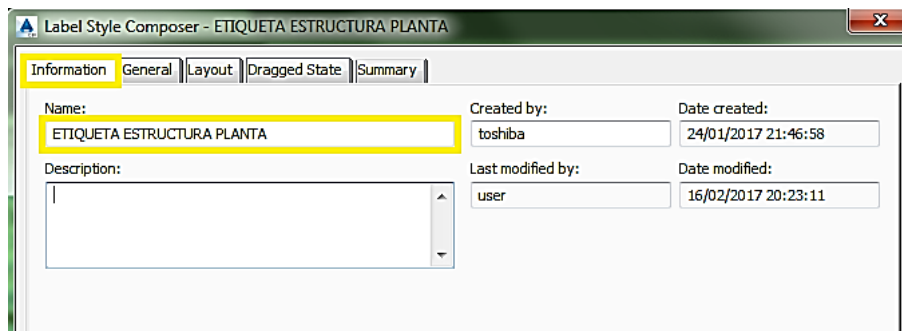 Label Style Composer - ETIQUETA ESTRUCTURA PLANTA
Information General Layout Dragged State Summary
Name: Created by: Date created:
ETIQUETA ESTRUCTURA PLANTA toshiba 24/01/2017 21:46:58
Description: Last modified by: Date modified:
user 16/02/2017 20:23:11